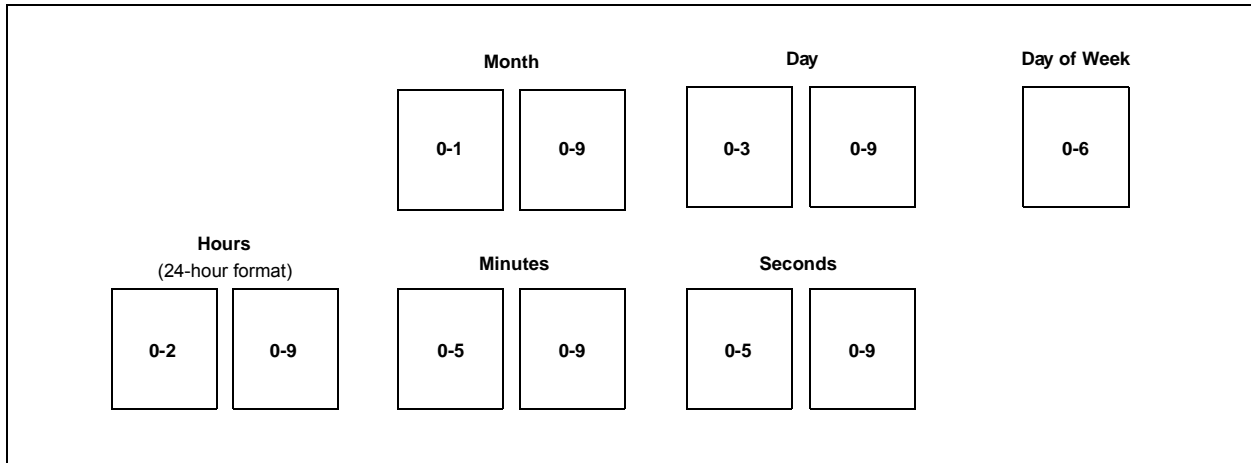 Month Day Day of Week
0-1 0-9 0-3 0-9 0-6
Hours
(24-hour format)
Minutes Seconds
0-2 0-9 0-5 0-9 0-5 0-9